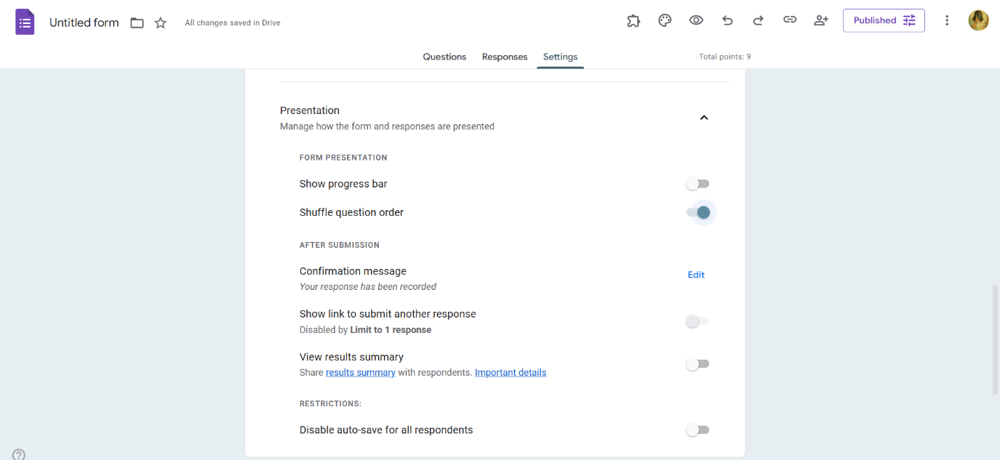 Untitled form
All changes saved in Drive
Published
Questions Responses Settings
Total points: 9
Presentation
Manage how the form and responses are presented
FORM PRESENTATION
Show progress bar
Shuffle question order
AFTER SUBMISSION
Confirmation message
Edit
Your response has been recorded
Show link to submit another response
Disabled by Limit to 1 response
View results summary
Share results summary with respondents. Important details
RESTRICTIONS:
Disable auto-save for all respondents